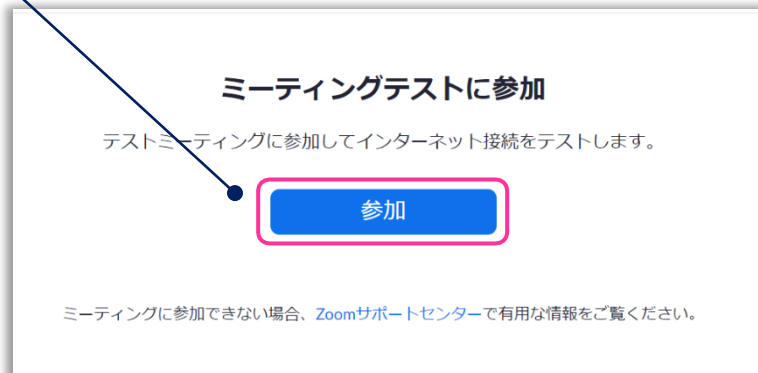 ミーティングテストに参加
テストミーティングに参加してインターネット接続をテストします。
参加
ミーティングに参加できない場合、Zoomサポートセンターで有用な情報をご覧ください。